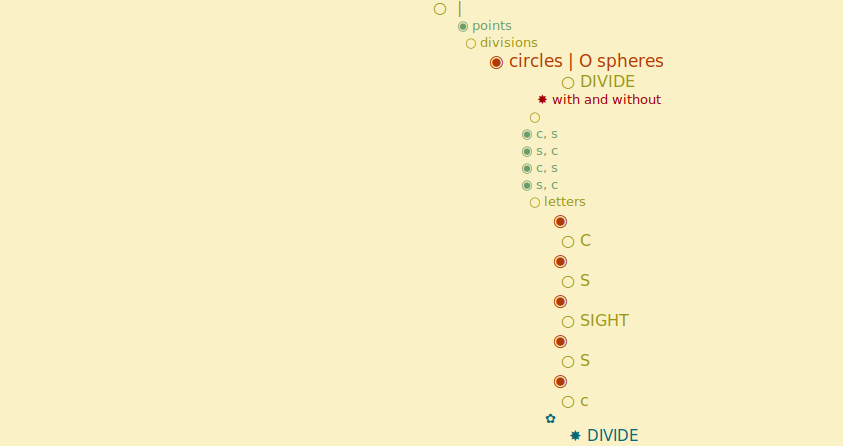 ○ |
◉ points
○ divisions
◉ circles | O spheres
○ DIVIDE
✸ with and without
○
◉ c, s
◉ s, c
◉ c, s
◉ s, c
○ letters
◉
○ C
◉
○ S
◉
○ SIGHT
◉
○ S
◉
○ c
✿
✸ DIVIDE